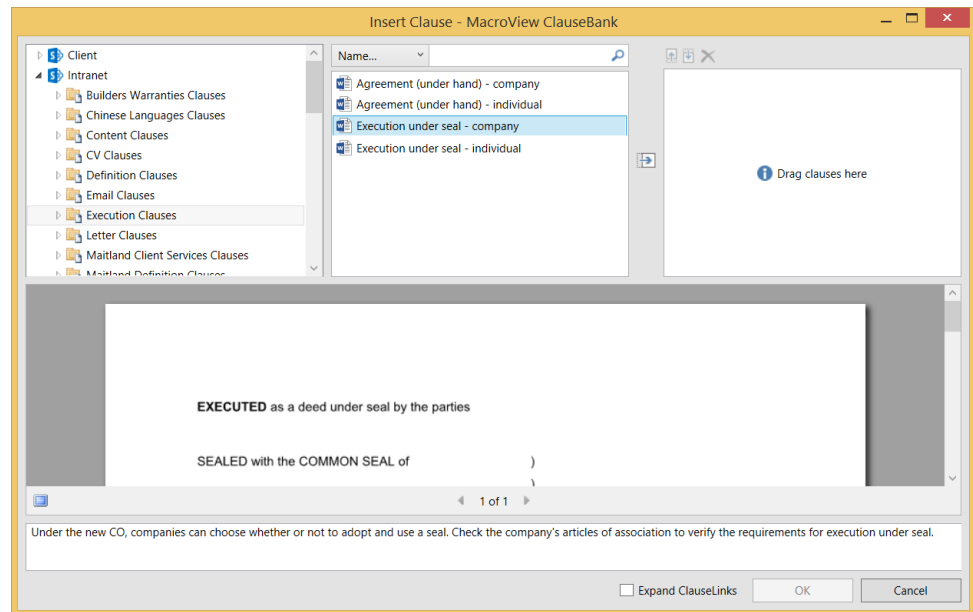 Insert Clause - MacroView ClauseBank
Client
Intranet
Builders Warranties Clauses
Chinese Languages Clauses
Content Clauses
CV Clauses
Definition Clauses
Email Clauses
Execution Clauses
Letter Clauses
Maitland Client Services Clauses
Maitland Definition Clauses
Name...
Agreement (under hand) - company
Agreement (under hand) - individual
Execution under seal - company
Execution under seal - individual
Drag clauses here
EXECUTED as a deed under seal by the parties
SEALED with the COMMON SEAL of )
)
1 of 1
Under the new CO, companies can choose whether or not to adopt and use a seal. Check the company's articles of association to verify the requirements for execution under seal.
Expand ClauseLinks
OK
Cancel